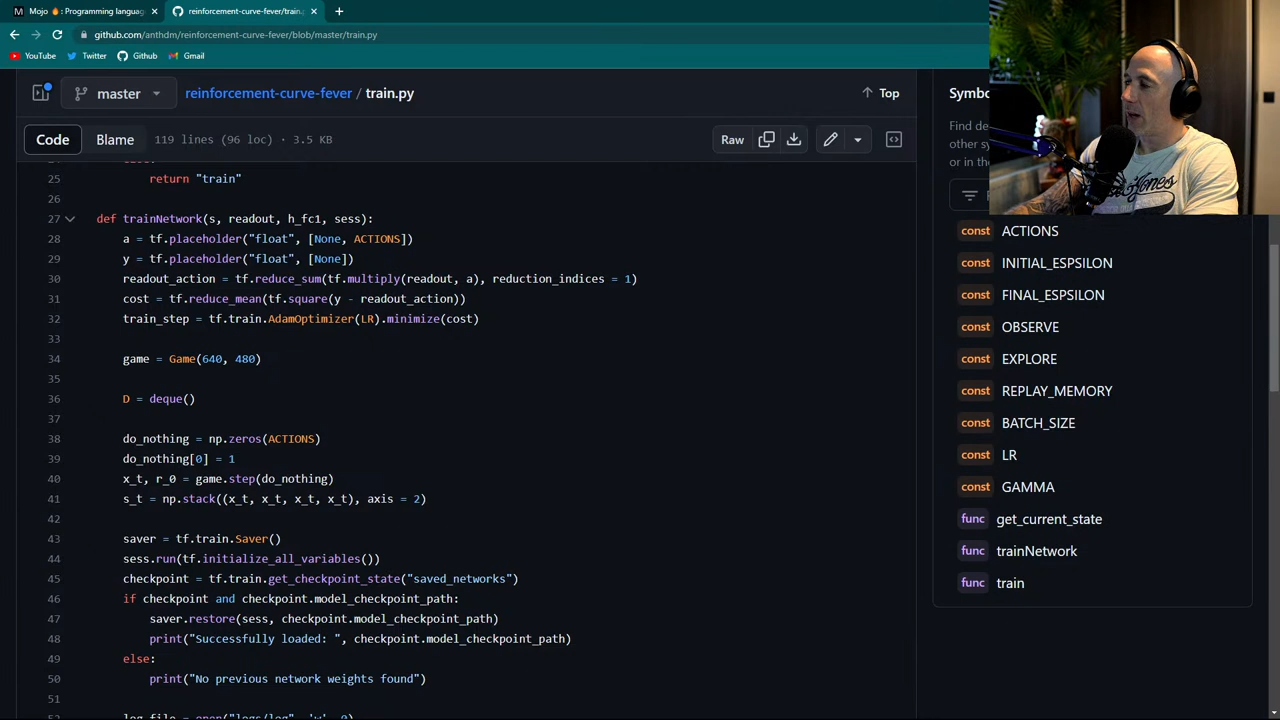 Mojo 🔥: Programming languag
reinforcement-curve-fever/train.
github.com/anthdm/reinforcement-curve-fever/blob/master/train.py
YouTube Twitter Github Gmail
master reinforcement-curve-fever / train.py Top
Code Blame 119 lines (96 loc) · 3.5 KB Raw
25 return "train"
26
27 def trainNetwork(s, readout, h_fc1, sess):
28 a = tf.placeholder("float", [None, ACTIONS])
29 y = tf.placeholder("float", [None])
30 readout_action = tf.reduce_sum(tf.multiply(readout, a), reduction_indices = 1)
31 cost = tf.reduce_mean(tf.square(y - readout_action))
32 train_step = tf.train.AdamOptimizer(LR).minimize(cost)
33
34 game = Game(640, 480)
35
36 D = deque()
37
38 do_nothing = np.zeros(ACTIONS)
39 do_nothing[0] = 1
40 x_t, r_0 = game.step(do_nothing)
41 s_t = np.stack((x_t, x_t, x_t, x_t), axis = 2)
42
43 saver = tf.train.Saver()
44 sess.run(tf.initialize_all_variables())
45 checkpoint = tf.train.get_checkpoint_state("saved_networks")
46 if checkpoint and checkpoint.model_checkpoint_path:
47 saver.restore(sess, checkpoint.model_checkpoint_path)
48 print("Successfully loaded: ", checkpoint.model_checkpoint_path)
49 else:
50 print("No previous network weights found")
51
Symbo
Find de
other sy
or in th
const ACTIONS
const INITIAL_ESPSILON
const FINAL_ESPSILON
const OBSERVE
const EXPLORE
const REPLAY_MEMORY
const BATCH_SIZE
const LR
const GAMMA
func get_current_state
func trainNetwork
func train